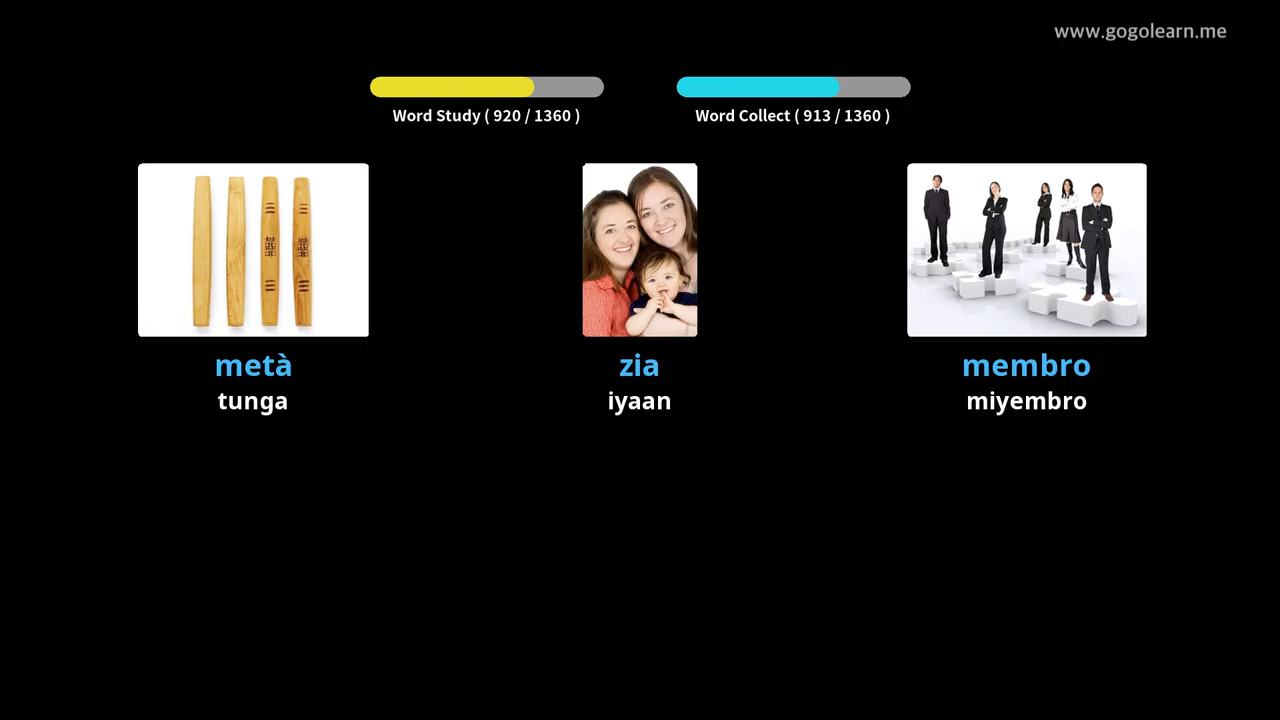 www.gogolearn.me
Word Study ( 920 / 1360 )
Word Collect ( 913 / 1360 )
metà
tunga
zia
iyaan
membro
miyembro